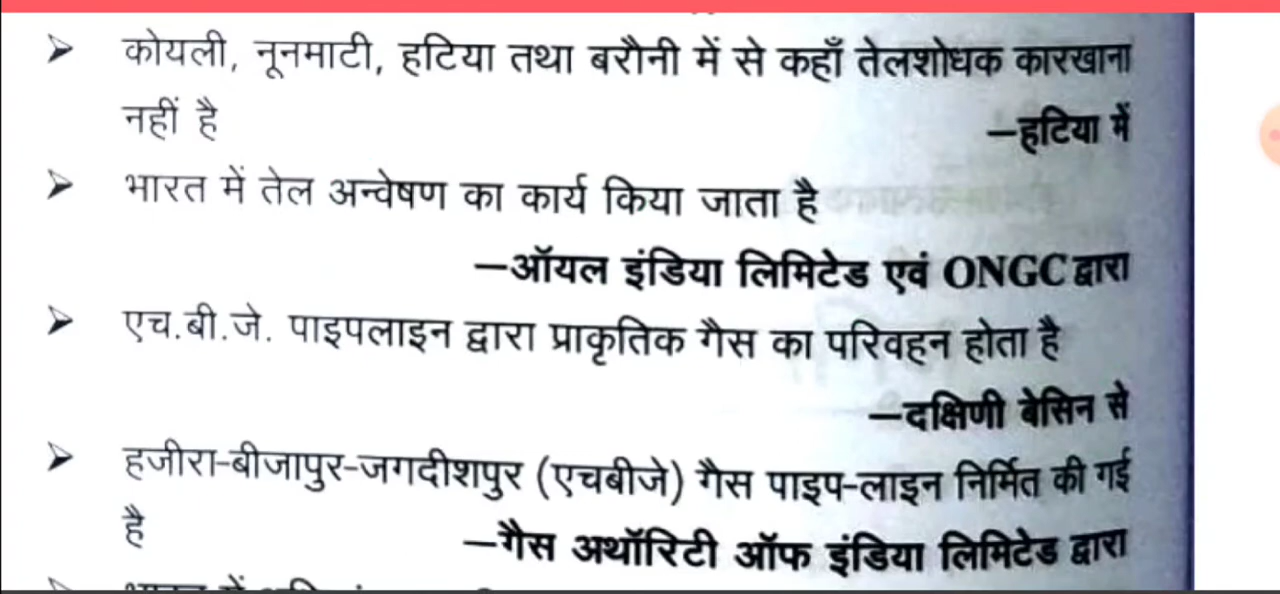 ➢ कोयली, नूनमाटी, हटिया तथा बरौनी में से कहाँ तेलशोधक कारखाना
नहीं है —हटिया में
➢ भारत में तेल अन्वेषण का कार्य किया जाता है
—ऑयल इंडिया लिमिटेड एवं ONGC द्वारा
➢ एच.बी.जे. पाइपलाइन द्वारा प्राकृतिक गैस का परिवहन होता है
—दक्षिणी बेसिन से
➢ हजीरा-बीजापुर-जगदीशपुर (एचबीजे) गैस पाइप-लाइन निर्मित की गई
है —गैस अथॉरिटी ऑफ इंडिया लिमिटेड द्वारा